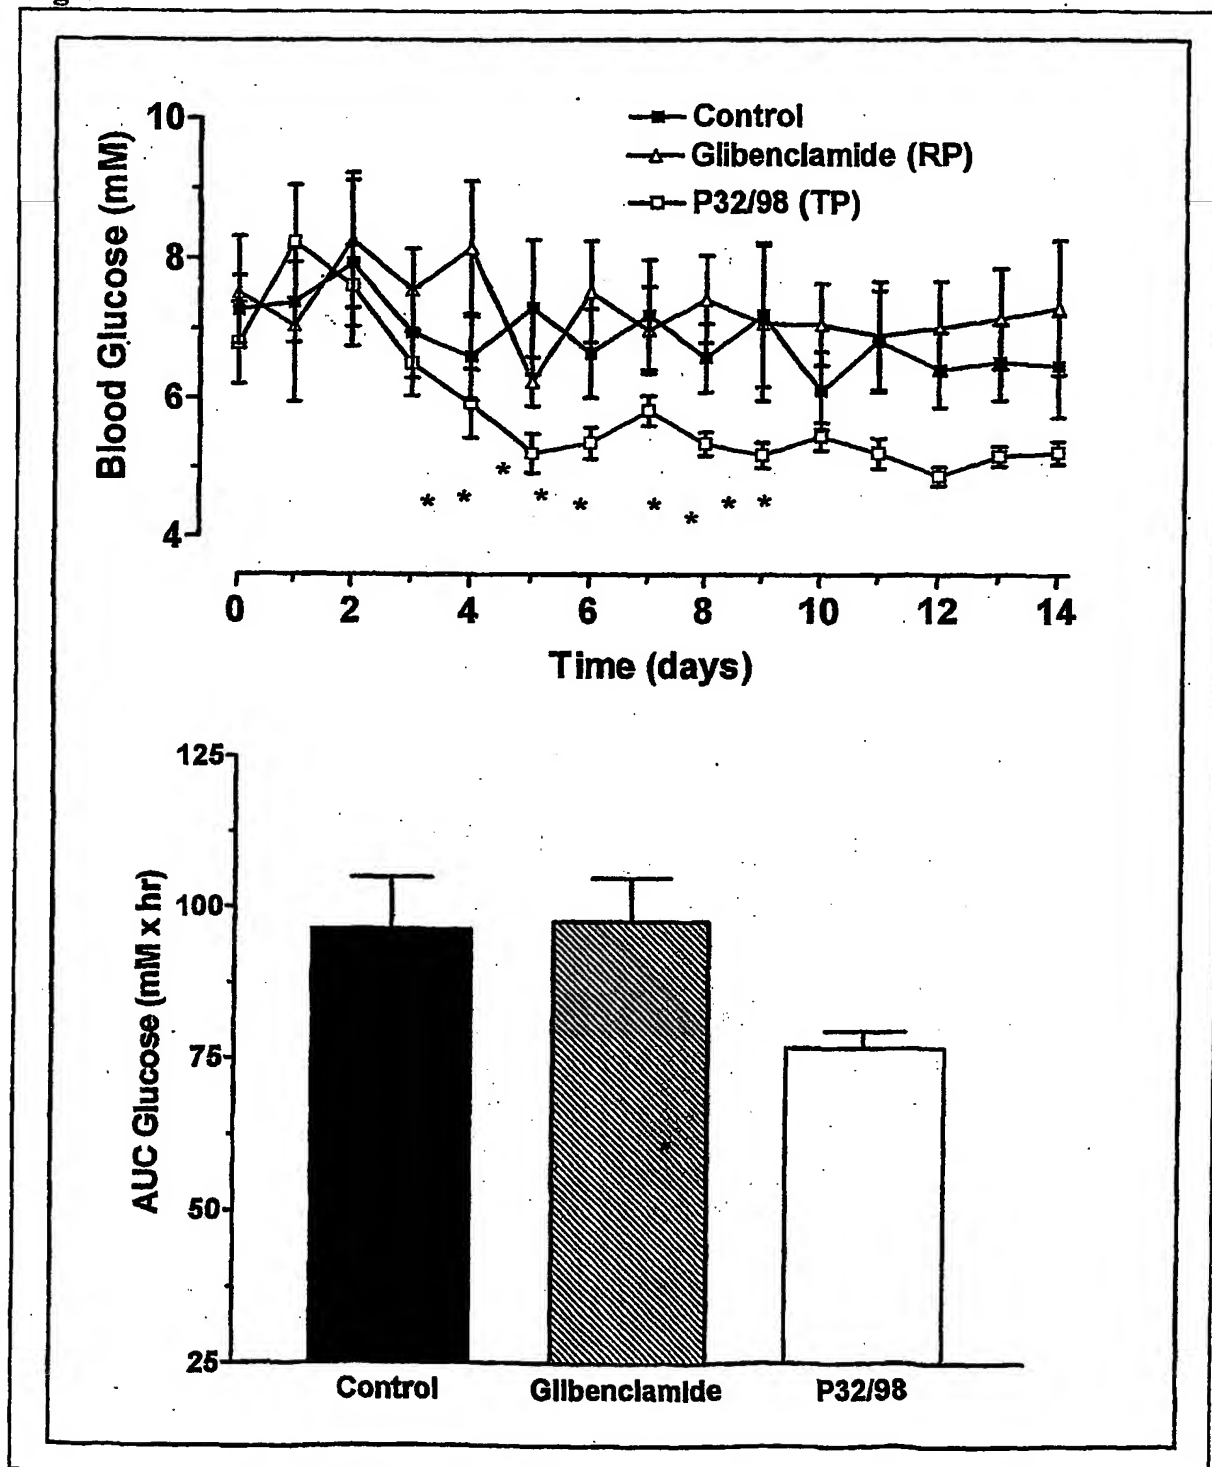 Control
Glibenclamide (RP)
P32/98 (TP)
Blood Glucose (mM)
10
8
6
4
* * * * * * * * *
0 2 4 6 8 10 12 14
Time (days)
AUC Glucose (mM x hr)
125
100
75
50
25
Control Glibenclamide P32/98